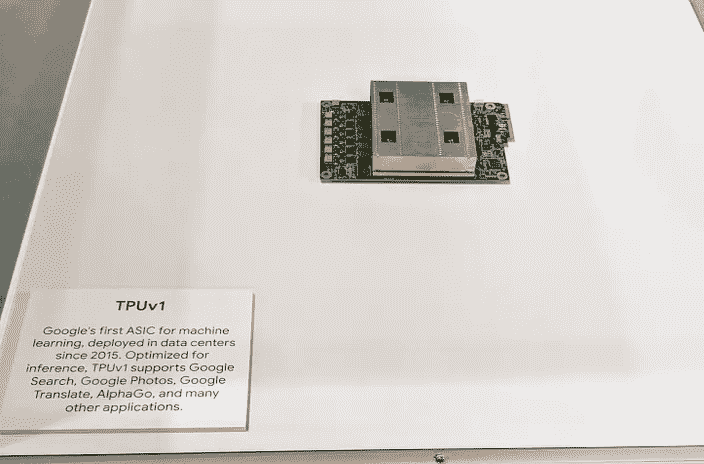 TPUv1
Google's first ASIC for machine
learning, deployed in data centers
since 2015. Optimized for
inference, TPUv1 supports Google
Search, Google Photos, Google
Translate, AlphaGo, and many
other applications.